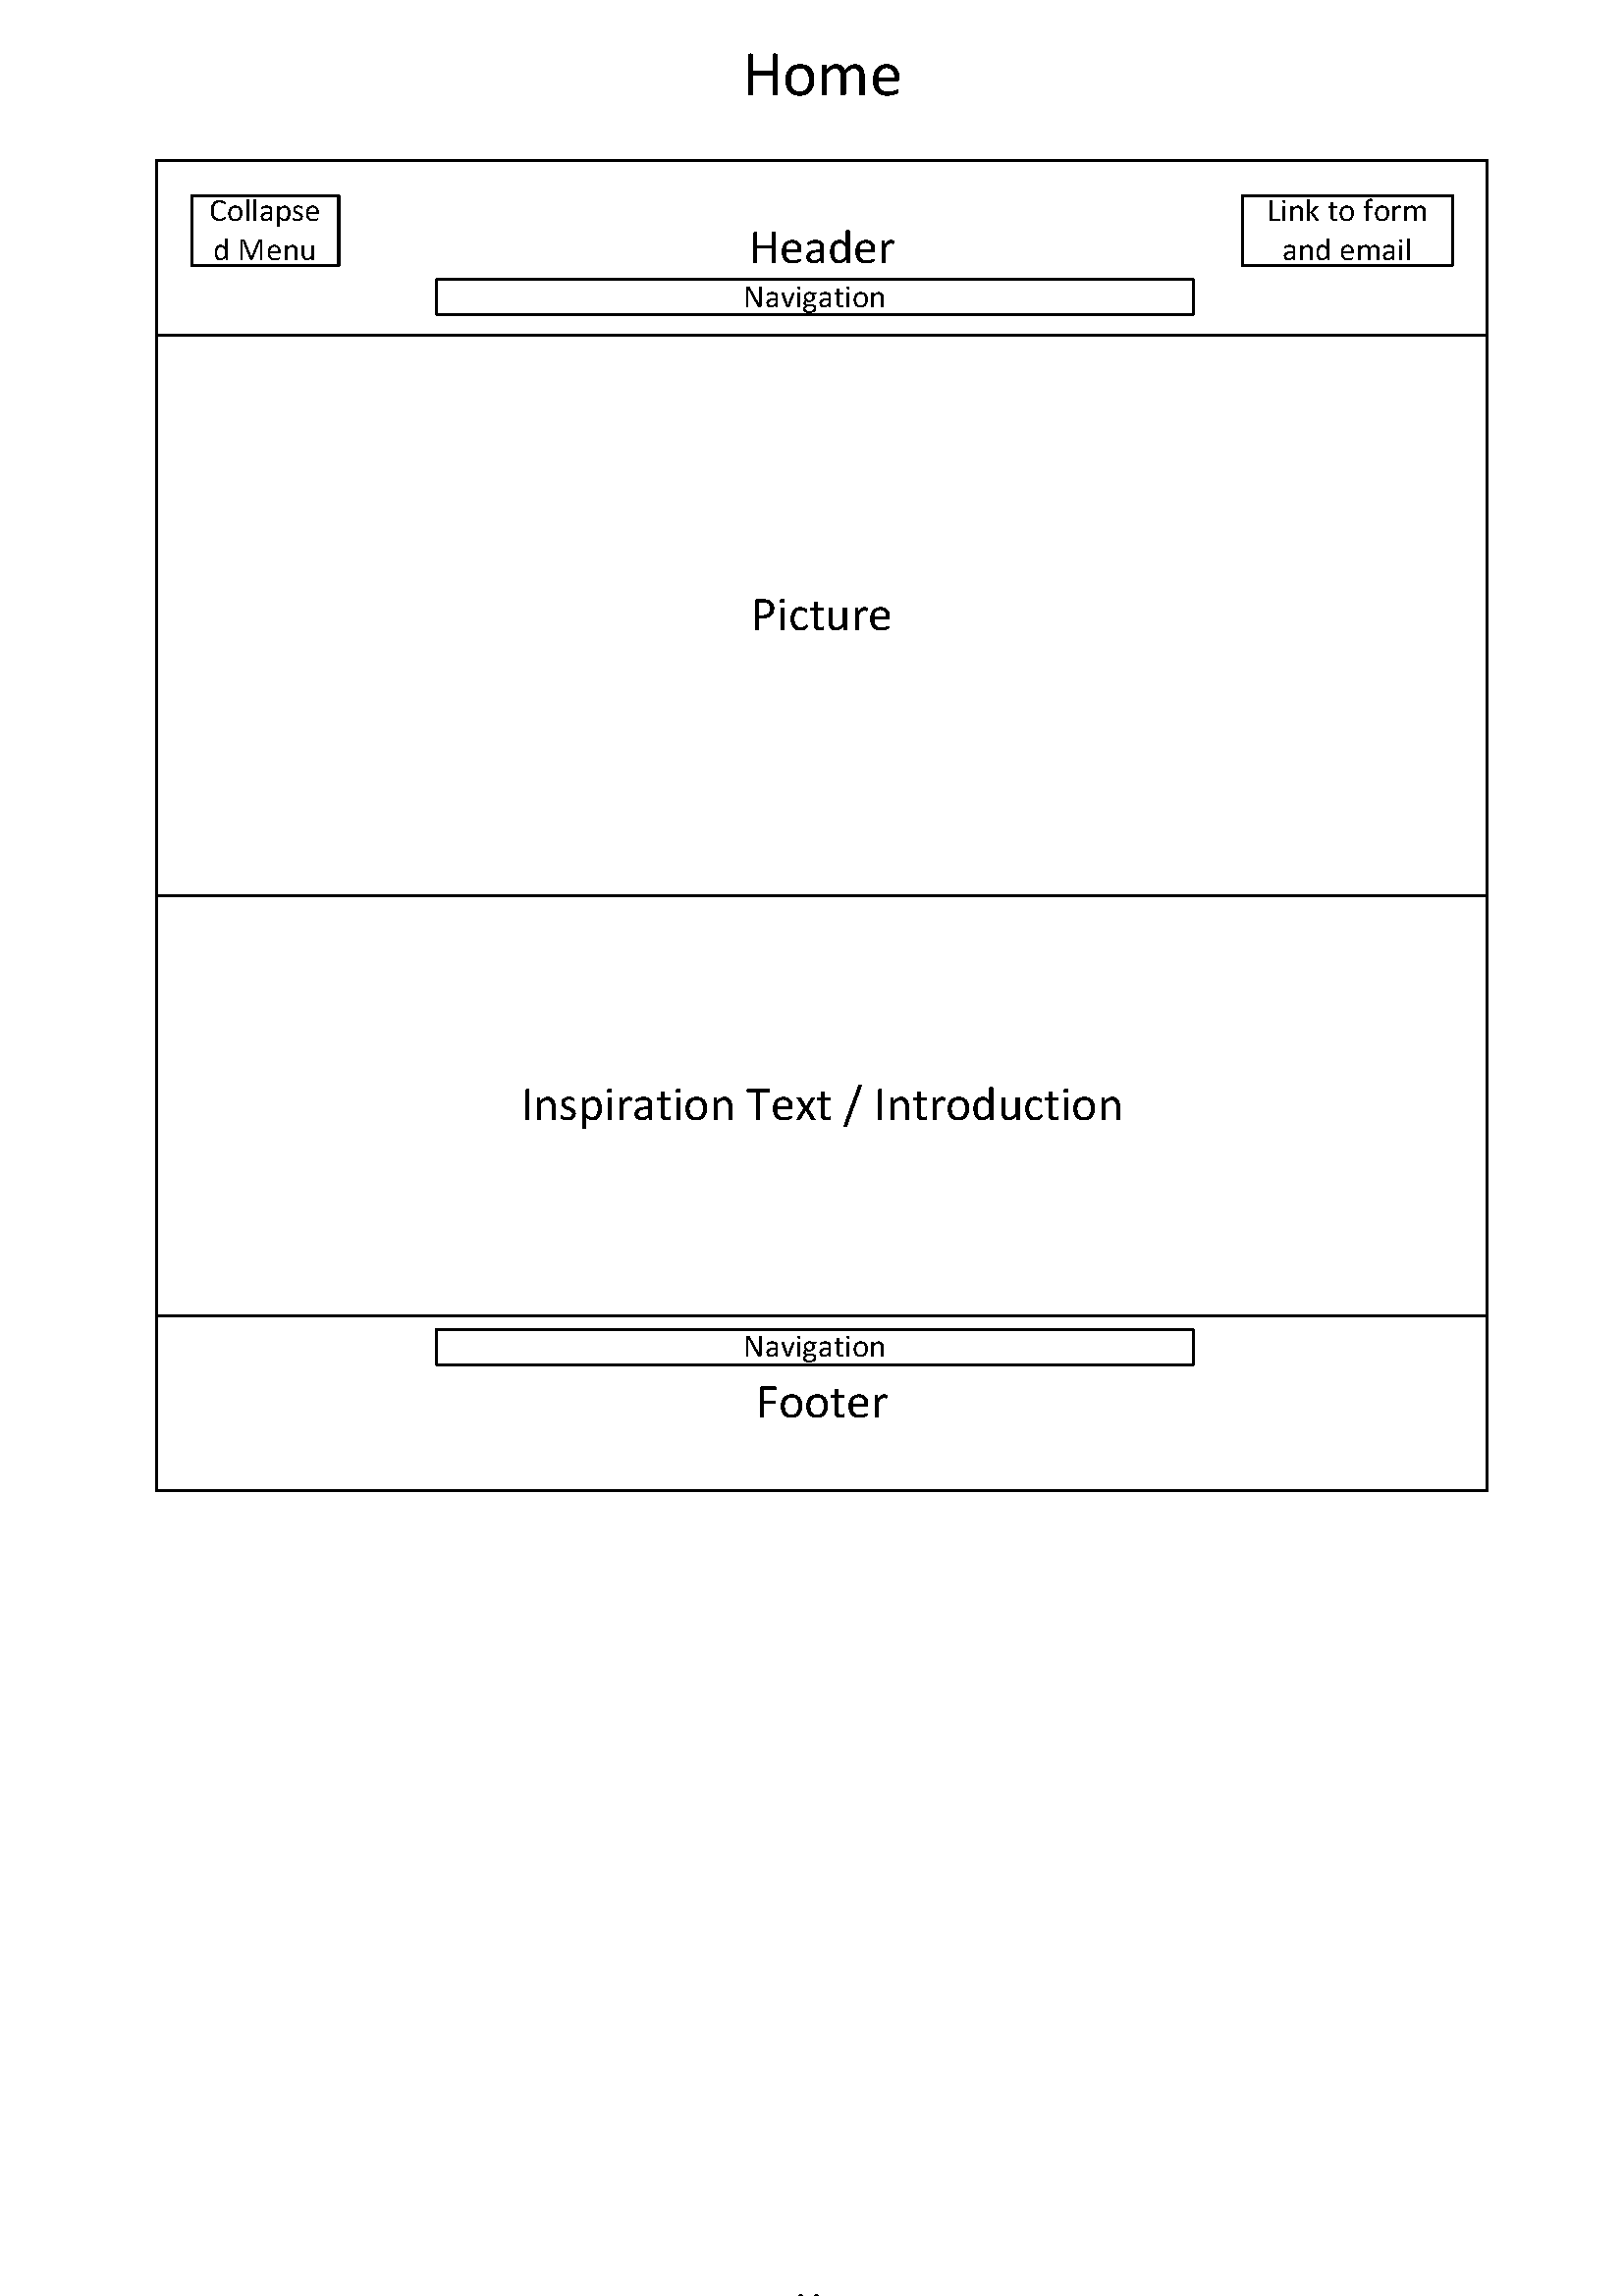 Home
Collapse
d Menu
Link to form
and email
Header
Navigation
Picture
Inspiration Text / Introduction
Navigation
Footer